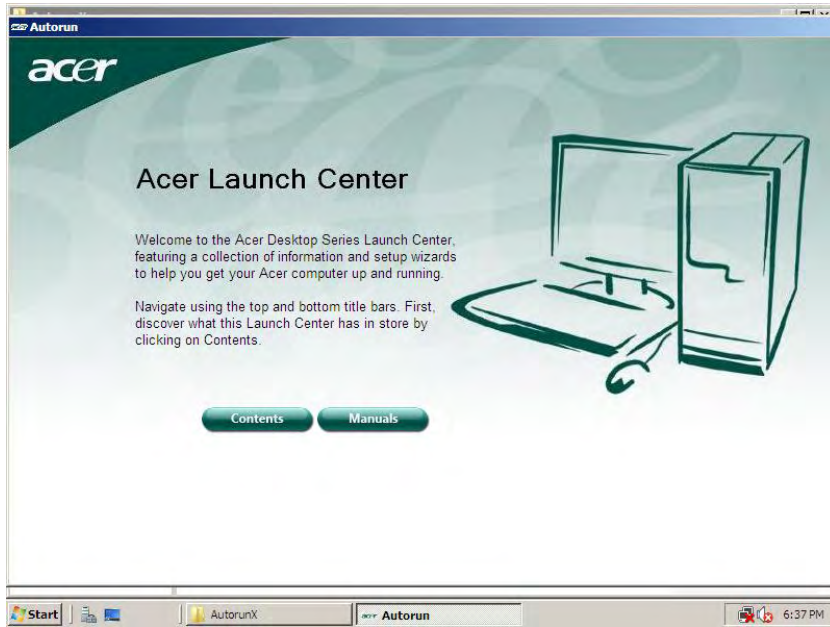 Autorun
acer
Acer Launch Center
Welcome to the Acer Desktop Series Launch Center,
featuring a collection of information and setup wizards
to help you get your Acer computer up and running.
Navigate using the top and bottom title bars. First,
discover what this Launch Center has in store by
clicking on Contents.
Contents
Manuals
Start
AutorunX
acer Autorun
6:37 PM